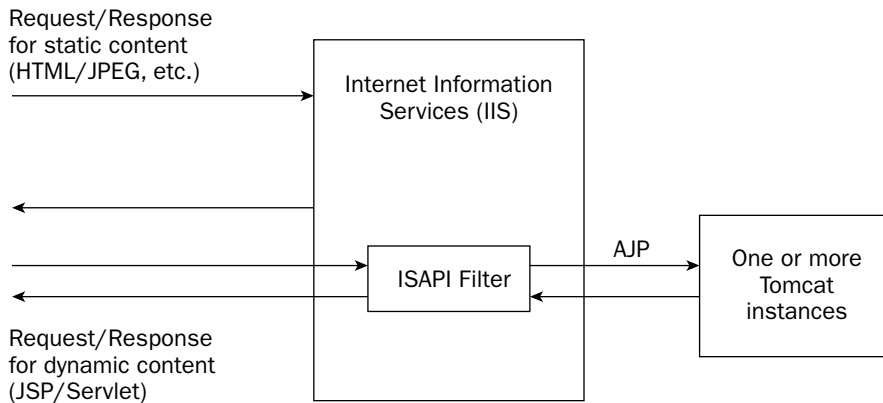 Request/Response
for static content
(HTML/JPEG, etc.)
Internet Information
Services (IIS)
AJP
ISAPI Filter
One or more
Tomcat
instances
Request/Response
for dynamic content
(JSP/Servlet)